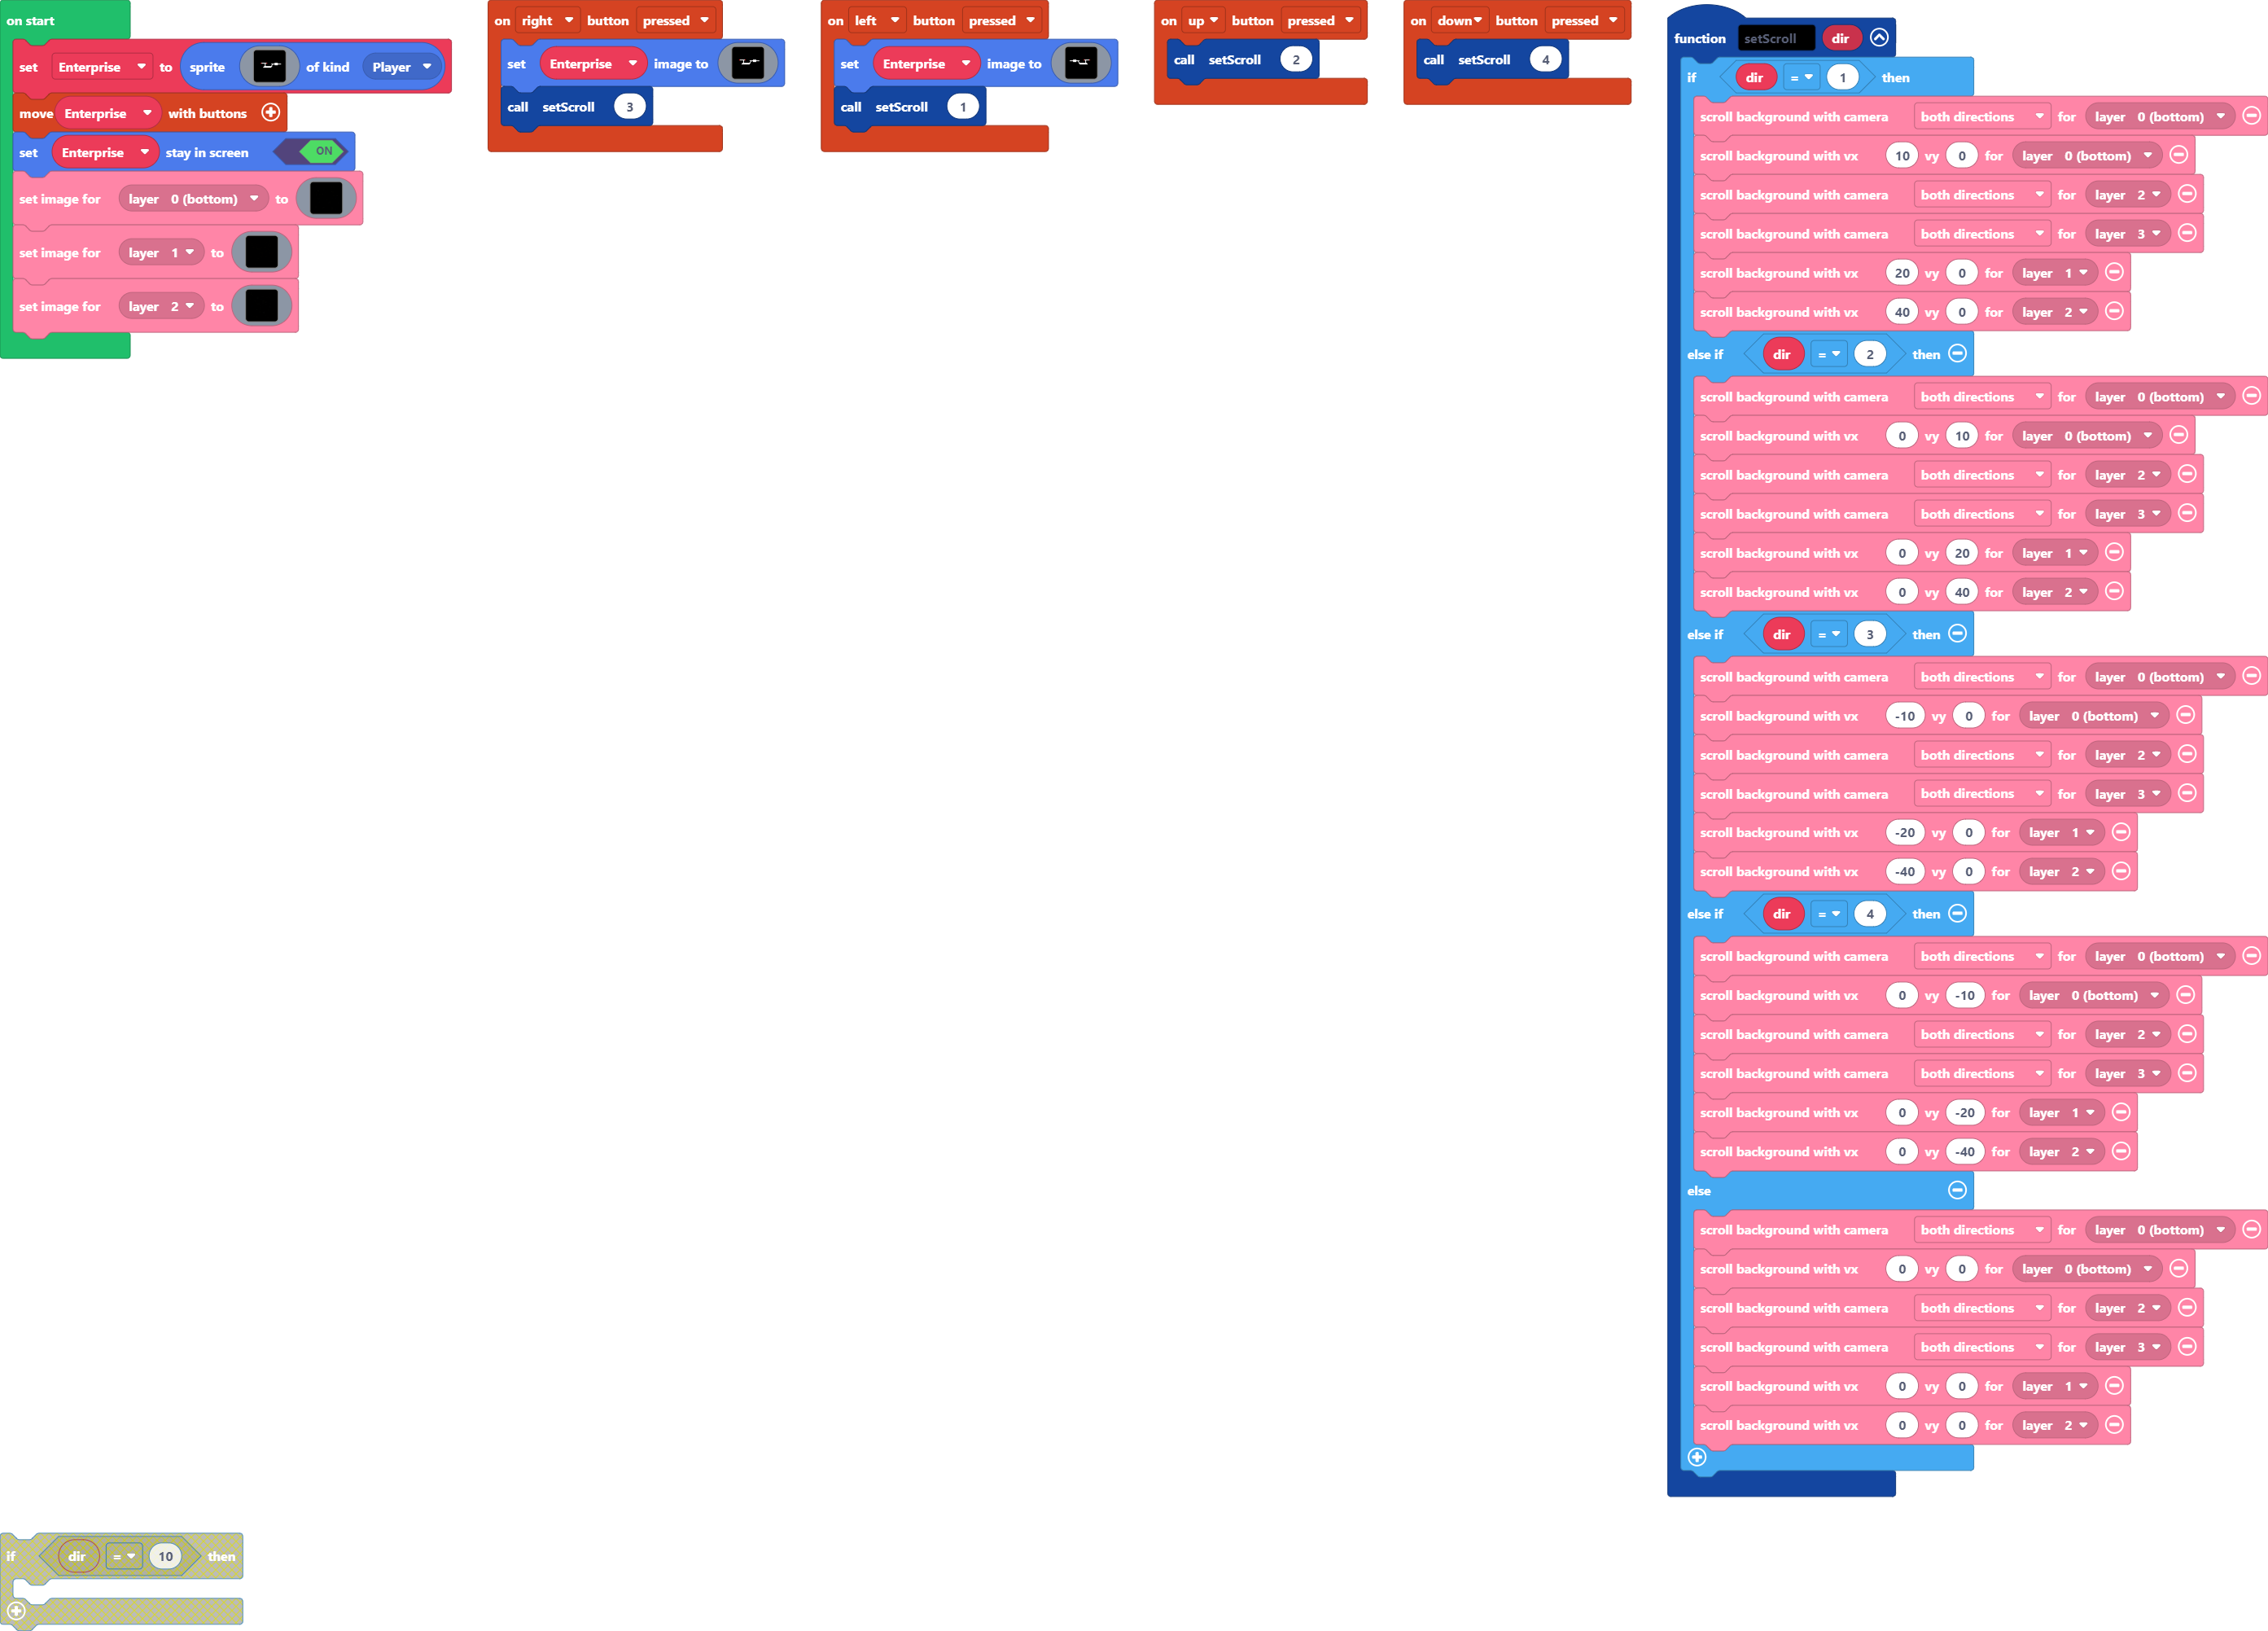 on start
set Enterprise to sprite of kind Player
move Enterprise with buttons
set Enterprise stay in screen ON
set image for layer 0 (bottom) to
set image for layer 1 to
set image for layer 2 to
on right button pressed
set Enterprise image to
call setScroll 3
on left button pressed
set Enterprise image to
call setScroll 1
on up button pressed
call setScroll 2
on down button pressed
call setScroll 4
function setScroll dir
if dir = 1 then
scroll background with camera both directions for layer 0 (bottom)
scroll background with vx 10 vy 0 for layer 0 (bottom)
scroll background with camera both directions for layer 2
scroll background with camera both directions for layer 3
scroll background with vx 20 vy 0 for layer 1
scroll background with vx 40 vy 0 for layer 2
else if dir = 2 then
scroll background with camera both directions for layer 0 (bottom)
scroll background with vx 0 vy 10 for layer 0 (bottom)
scroll background with camera both directions for layer 2
scroll background with camera both directions for layer 3
scroll background with vx 0 vy 20 for layer 1
scroll background with vx 0 vy 40 for layer 2
else if dir = 3 then
scroll background with camera both directions for layer 0 (bottom)
scroll background with vx -10 vy 0 for layer 0 (bottom)
scroll background with camera both directions for layer 2
scroll background with camera both directions for layer 3
scroll background with vx -20 vy 0 for layer 1
scroll background with vx -40 vy 0 for layer 2
else if dir = 4 then
scroll background with camera both directions for layer 0 (bottom)
scroll background with vx 0 vy -10 for layer 0 (bottom)
scroll background with camera both directions for layer 2
scroll background with camera both directions for layer 3
scroll background with vx 0 vy -20 for layer 1
scroll background with vx 0 vy -40 for layer 2
else
scroll background with camera both directions for layer 0 (bottom)
scroll background with vx 0 vy 0 for layer 0 (bottom)
scroll background with camera both directions for layer 2
scroll background with camera both directions for layer 3
scroll background with vx 0 vy 0 for layer 1
scroll background with vx 0 vy 0 for layer 2
if dir = 10 then